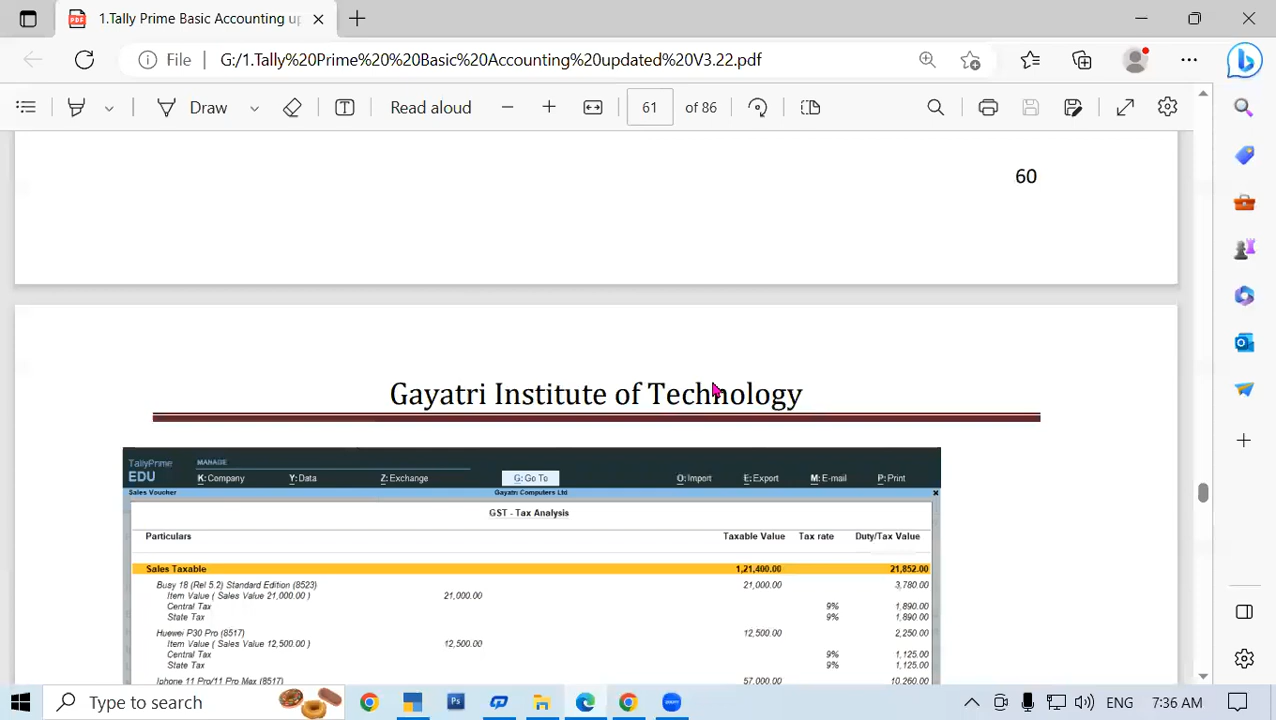 1.Tally Prime Basic Accounting up
File G:/1.Tally%20Prime%20%20Basic%20Accounting%20updated%20V3.22.pdf
Draw
Read aloud
61 of 86
60
Gayatri Institute of Technology
TallyPrime
EDU
MANAGE
K: Company Y: Data Z: Exchange G: Go To O: Import E: Export M: E-mail P: Print
Sales Voucher Gayatri Computers Ltd
GST - Tax Analysis
Particulars Taxable Value Tax rate Duty/Tax Value
Sales Taxable 1,21,400.00 21,852.00
Busy 18 (Rel 5.2) Standard Edition (8523) 21,000.00 3,780.00
Item Value ( Sales Value 21,000.00 ) 21,000.00
Central Tax 9% 1,890.00
State Tax 9% 1,890.00
Huewei P30 Pro (8517) 12,500.00 2,250.00
Item Value ( Sales Value 12,500.00 ) 12,500.00
Central Tax 9% 1,125.00
State Tax 9% 1,125.00
Iphone 11 Pro/11 Pro Max (8517) 57,000.00 10,260.00
Type to search
ENG 7:36 AM